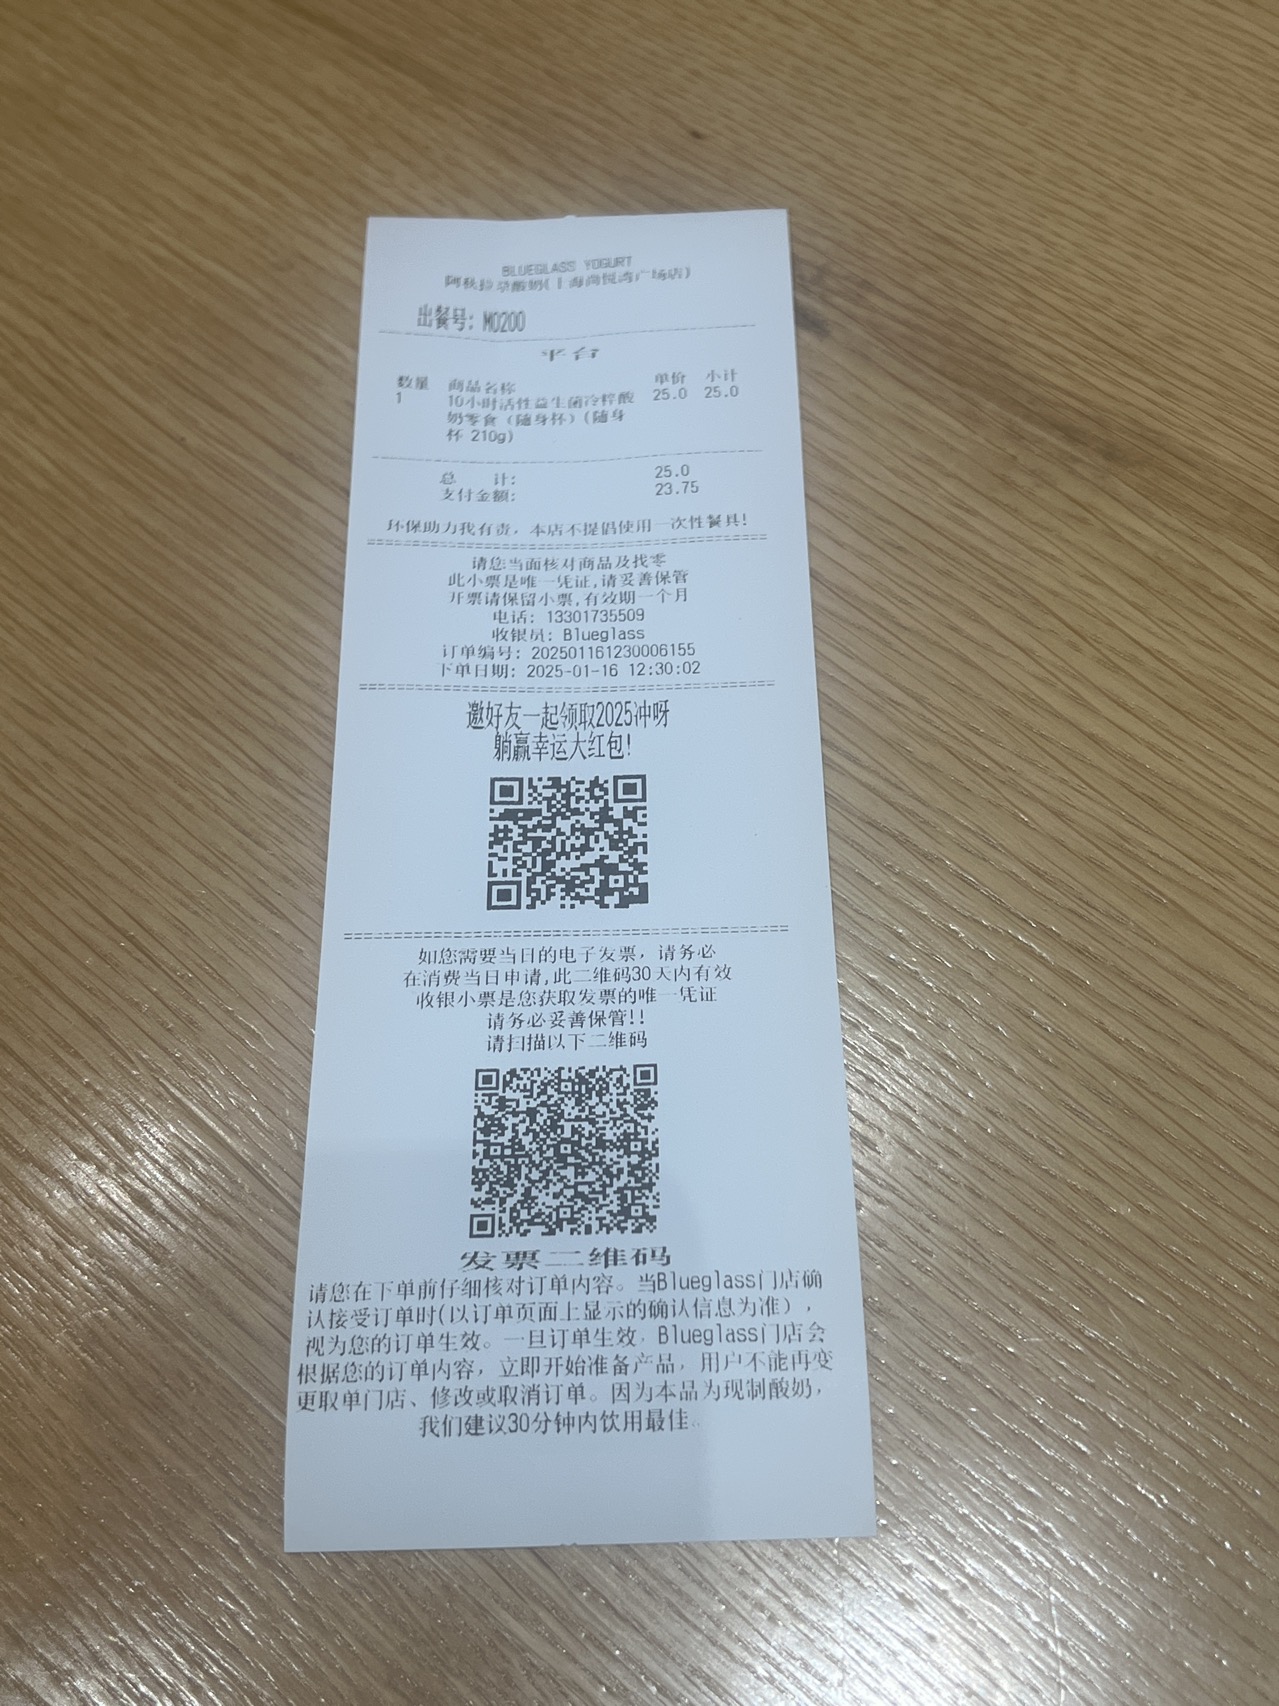 BLUEGLASS YOGURT
阿秋拉尕酸奶(上海尚悦湾广场店)
出餐号: M0200
平台
数量 商品名称 单价 小计
1 10小时活性益生菌冷粹酸 25.0 25.0
奶零食（随身杯）(随身
杯 210g)
总 计: 25.0
支付金额: 23.75
环保助力我有责，本店不提倡使用一次性餐具!
请您当面核对商品及找零
此小票是唯一凭证,请妥善保管
开票请保留小票,有效期一个月
电话: 13301735509
收银员: Blueglass
订单编号: 202501161230006155
下单日期: 2025-01-16 12:30:02
邀好友一起领取2025冲呀
躺赢幸运大红包!
如您需要当日的电子发票，请务必
在消费当日申请,此二维码30天内有效
收银小票是您获取发票的唯一凭证
请务必妥善保管!!
请扫描以下二维码
发票二维码
请您在下单前仔细核对订单内容。当Blueglass门店确
认接受订单时(以订单页面上显示的确认信息为准），
视为您的订单生效。一旦订单生效，Blueglass门店会
根据您的订单内容，立即开始准备产品，用户不能再变
更取单门店、修改或取消订单。因为本品为现制酸奶，
我们建议30分钟内饮用最佳。